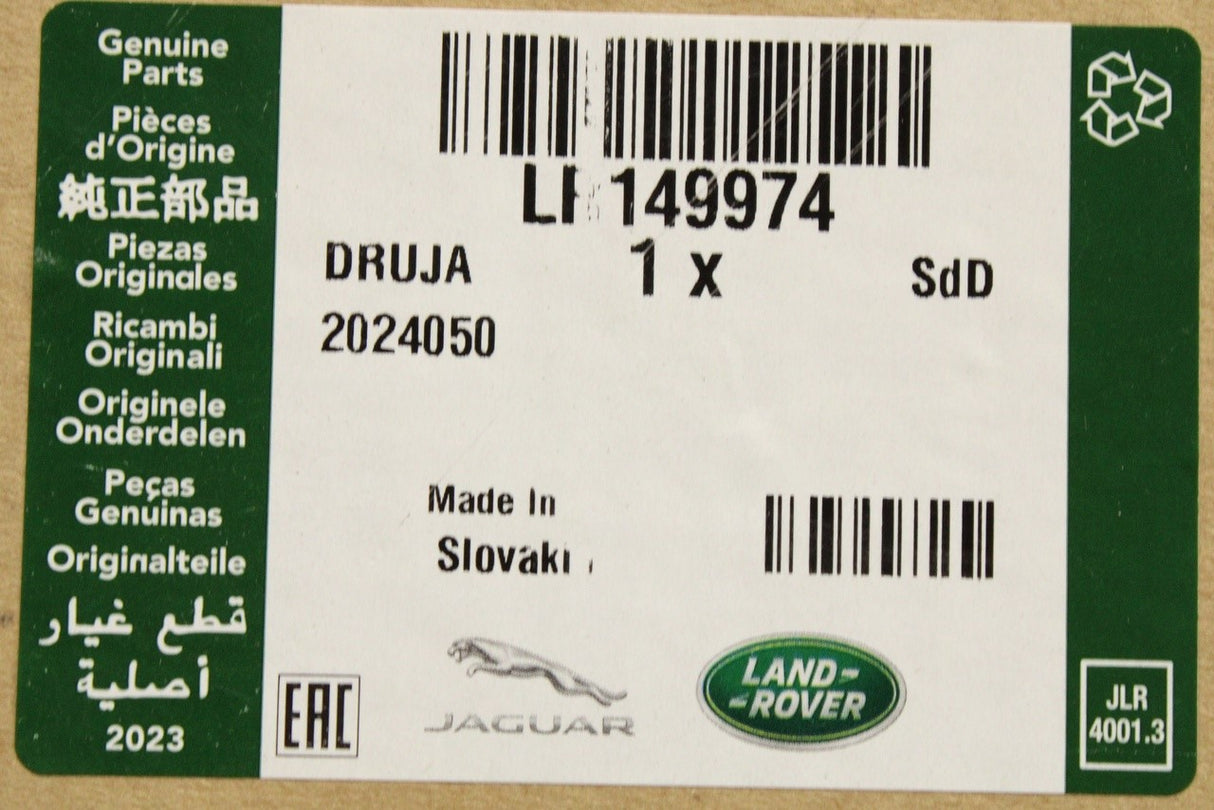 Genuine
Parts
Pièces
d'Origine
純正部品
Piezas
Originales
Ricambi
Originali
Originele
Onderdelen
Peças
Genuinas
Originalteile
قطع غيار
أصلية
2023
149974
DRUJA 1 x SdD
2024050
Made In
Slovaki
EAC
JAGUAR
LAND-
-ROVER
JLR
4001.3